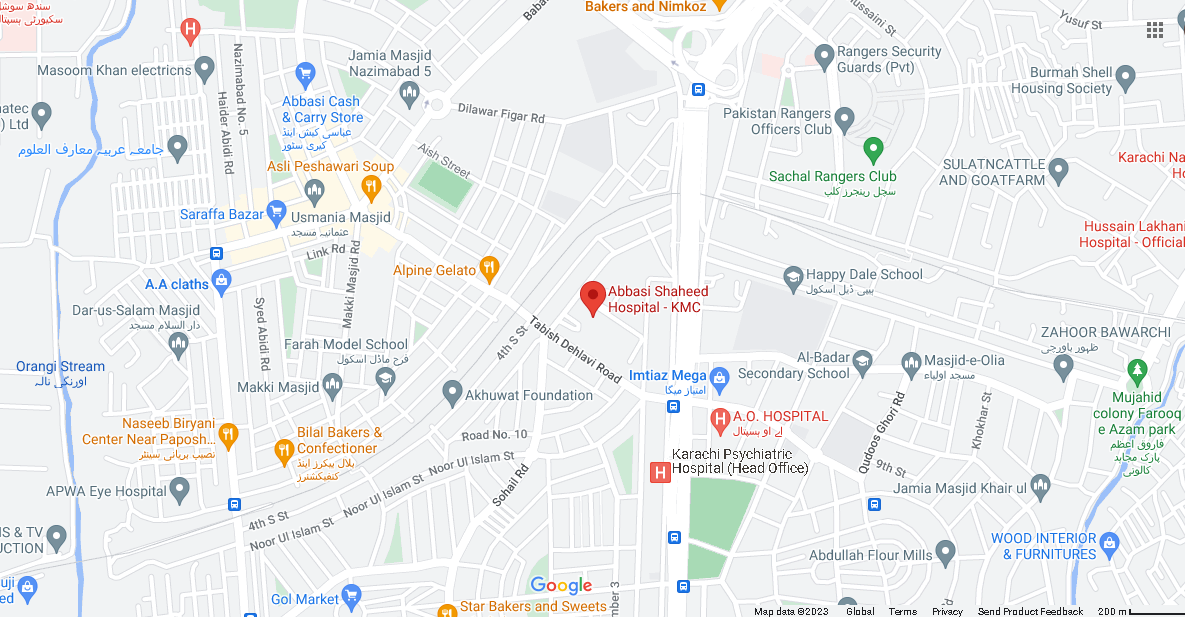 سندھ سوشل
سکیورٹی ہسپتال
Bakers and Nimkoz
ussaini St
Yusuf St
Jamia Masjid
Nazimabad 5
Rangers Security
Guards (Pvt)
Masoom Khan electricns
Nazimabad No. 5
Haider Abidi Rd
Abbasi Cash
& Carry Store
عباسی کیش اینڈ
کیری سٹور
Burmah Shell
Housing Society
Dilawar Figar Rd
natec
) Ltd
Pakistan Rangers
Officers Club
جامعہ عربیہ معارف العلوم
Aish Street
Asli Peshawari Soup
Sachal Rangers Club
سچل رینجرز کلب
SULATNCATTLE
AND GOATFARM
Karachi Na
Ho
Saraffa Bazar
Usmania Masjid
عثمانیہ مسجد
Hussain Lakhani
Hospital - Official
Link Rd
Makki Masjid Rd
Alpine Gelato
A.A claths
Happy Dale School
ہیپی ڈیل اسکول
Abbasi Shaheed
Hospital - KMC
Dar-us-Salam Masjid
دار السلام مسجد
Syed Abidi Rd
4th S St
Tabish Dehlavi Road
Farah Model School
فرح ماڈل اسکول
ZAHOOR BAWARCHI
ظہور باورچی
Orangi Stream
اورنگی نالہ
Al-Badar
Secondary School
Masjid-e-Olia
مسجد اولیاء
Imtiaz Mega
امتیاز میگا
Makki Masjid
Akhuwat Foundation
Mujahid
colony Farooq
e Azam park
فاروق اعظم
پارک مجاہد
کالونی
Oudoos Ghori Rd
Khokhar St
A.O. HOSPITAL
اے او ہسپتال
Naseeb Biryani
Center Near Paposh...
نصیب بریانی سینٹر
Bilal Bakers &
Confectioner
بلال بیکرز اینڈ
کنفیکشنرز
Road No. 10
Noor Ul Islam St
Karachi Psychiatric
Hospital (Head Office)
9th St
Sohail Rd
APWA Eye Hospital
Noor Ul Islam St
Jamia Masjid Khair ul
4th S St
Noor Ul Islam St
IS & TV
UCTION
WOOD INTERIOR
& FURNITURES
Abdullah Flour Mills
uji
ed
Google
Gol Market
Star Bakers and Sweets
mber 3
Map data ©2023
Global
Terms
Privacy
Send Product Feedback
200 m